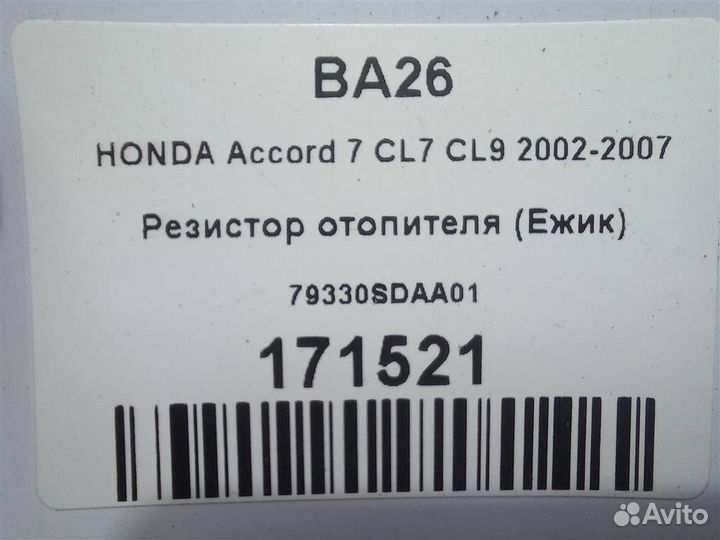 BA26
HONDA Accord 7 CL7 CL9 2002-2007
Резистор отопителя (Ежик)
79330SDAA01
171521
Avito